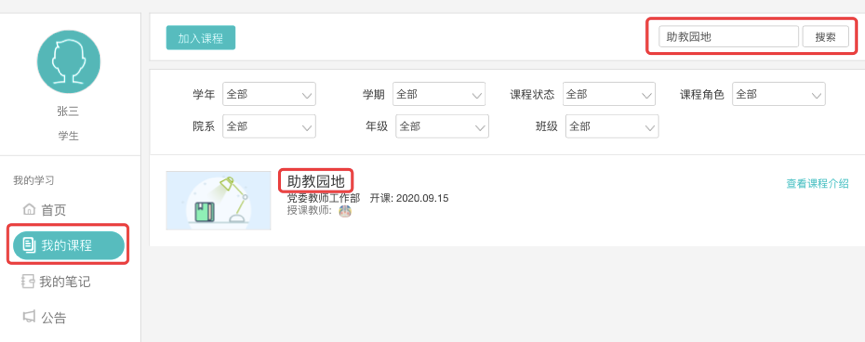 张三
学生
我的学习
首页
我的课程
我的笔记
公告
加入课程
助教园地 搜索
学年 全部 学期 全部 课程状态 全部 课程角色 全部
院系 全部 年级 全部 班级 全部
助教园地
党委教师工作部 开课: 2020.09.15
授课教师:
查看课程介绍